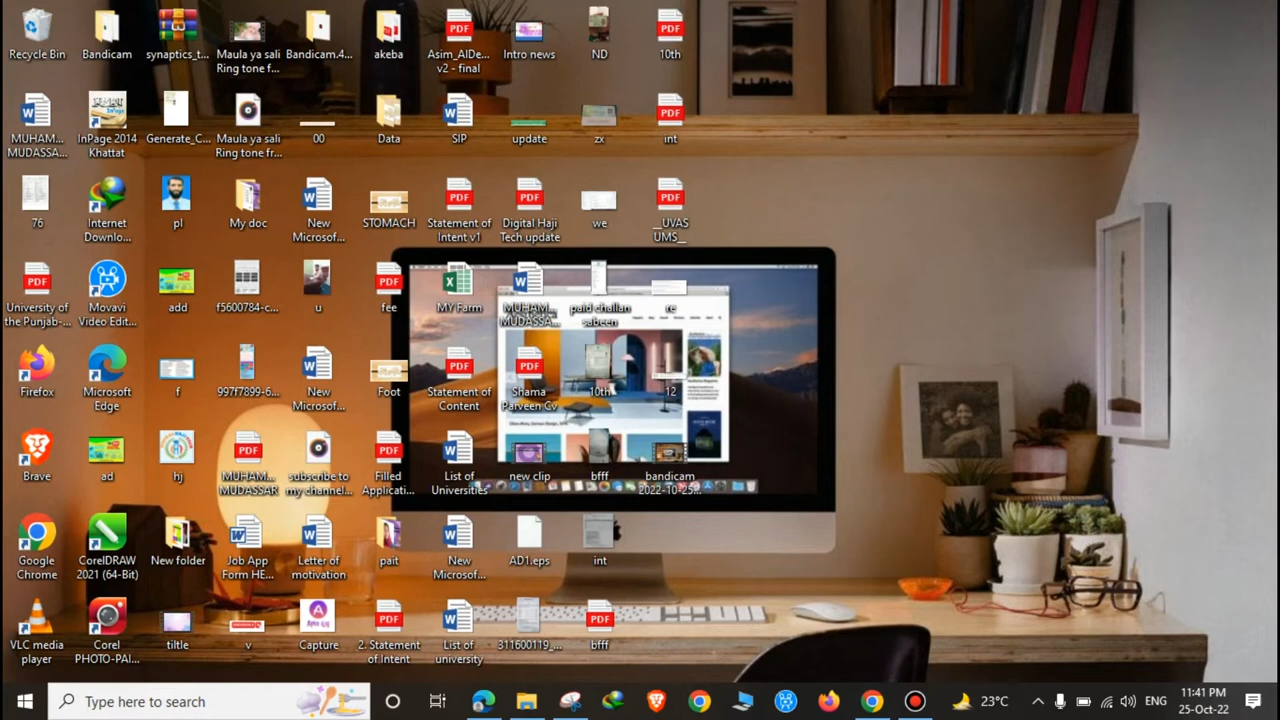 Recycle Bin
Bandicam
synaptics_t...
Maula ya sali
Ring tone f...
Bandicam.4...
akeba
Asim_AIDe...
v2 - final
Intro news
ND
10th
MUHAM...
MUDASSA...
InPage 2014
Khattat
Generate_C...
Maula ya sali
Ring tone fr...
00
Data
SIP
update
zx
int
76
Internet
Downlo...
pl
My doc
New
Microsof...
STOMACH
Statement of
Intent v1
Digital Haji
Tech update
we
__UVAS
UMS__
University of
the Punjab-...
Movavi
Video Edit...
add
f5600784-c...
u
fee
MY Farm
MUHAM...
MUDASSA...
paid challan
sabeen
re
Firefox
Microsoft
Edge
f
997f7899-6...
New
Microsof...
Foot
Statement of
Content
Shama
Parveen Cv
10th
12
Brave
ad
hj
MUHAM...
MUDASSAR
subscribe to
my channel...
Filled
Applicati...
List of
Universities
new clip
bfff
bandicam
2022-10-25...
Google
Chrome
CorelDRAW
2021 (64-Bit)
New folder
Job App
Form HE...
Letter of
motivation
pait
New
Microsof...
AD1.eps
int
VLC media
player
Corel
PHOTO-PAI...
tiltle
v
Capture
2. Statement
of Intent
List of
university
311600119_...
bfff
Type here to search
23°C
ENG
11:41 PM
25-Oct-22